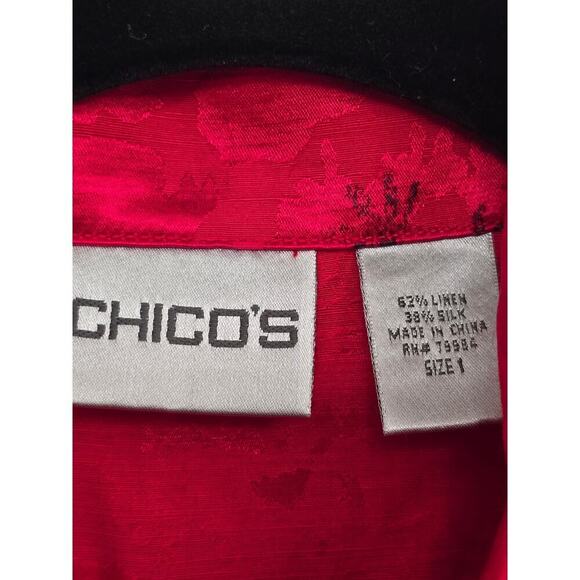 CHICO'S
62% LINEN
38% SILK
MADE IN CHINA
RN# 79984
SIZE 1